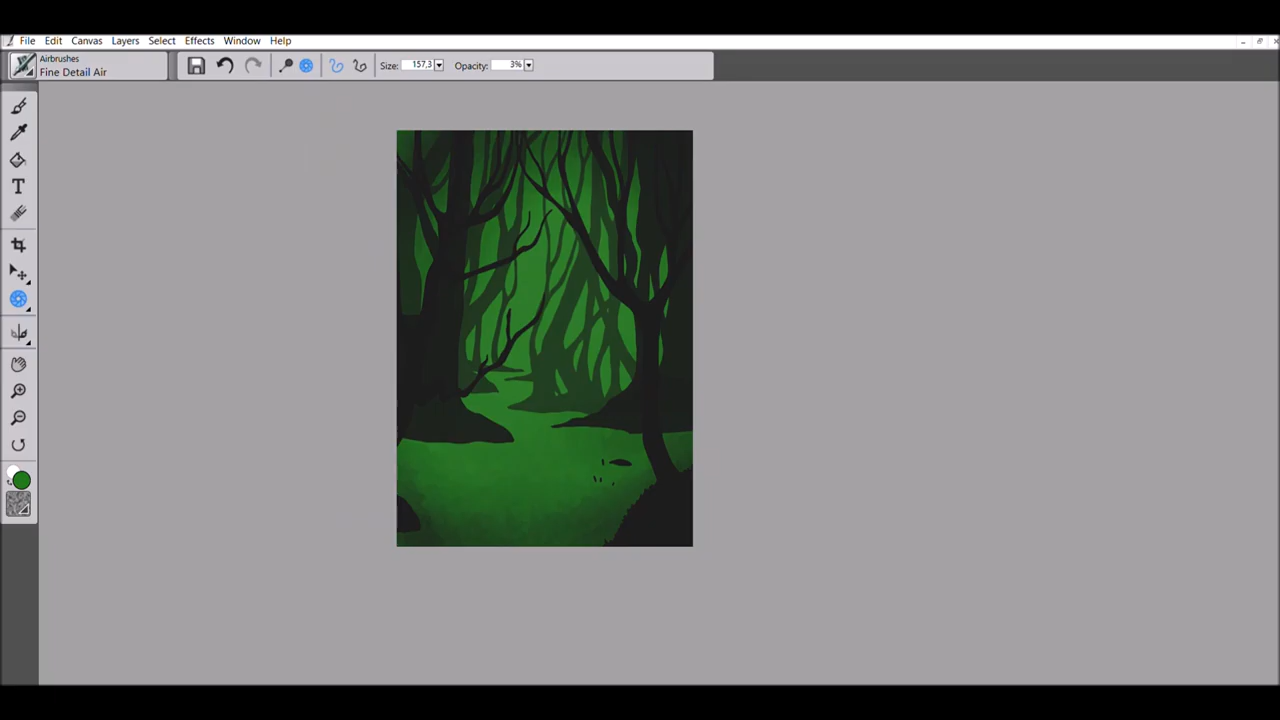 File Edit Canvas Layers Select Effects Window Help
Airbrushes
Fine Detail Air
Size: 157,3 Opacity: 3%
T